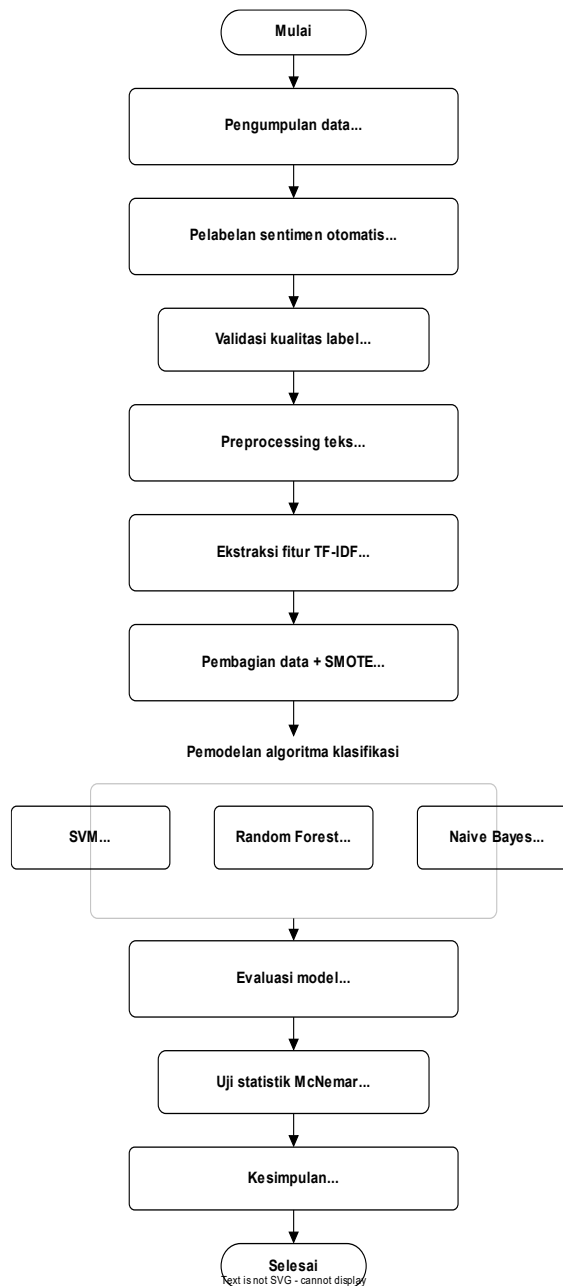 Mulai
Pengumpulan data...
Pelabelan sentimen otomatis...
Validasi kualitas label...
Preprocessing teks...
Ekstraksi fitur TF-IDF...
Pembagian data + SMOTE...
Pemodelan algoritma klasifikasi
SVM...
Random Forest...
Naive Bayes...
Evaluasi model...
Uji statistik McNemar...
Kesimpulan...
Selesai
Text is not SVG - cannot display